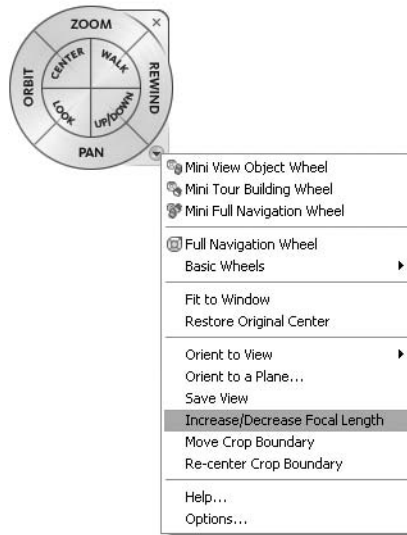 ZOOM
ORBIT
CENTER
WALK
REWIND
LOOK
UP/DOWN
PAN
Mini View Object Wheel
Mini Tour Building Wheel
Mini Full Navigation Wheel
Full Navigation Wheel
Basic Wheels
Fit to Window
Restore Original Center
Orient to View
Orient to a Plane...
Save View
Increase/Decrease Focal Length
Move Crop Boundary
Re-center Crop Boundary
Help...
Options...